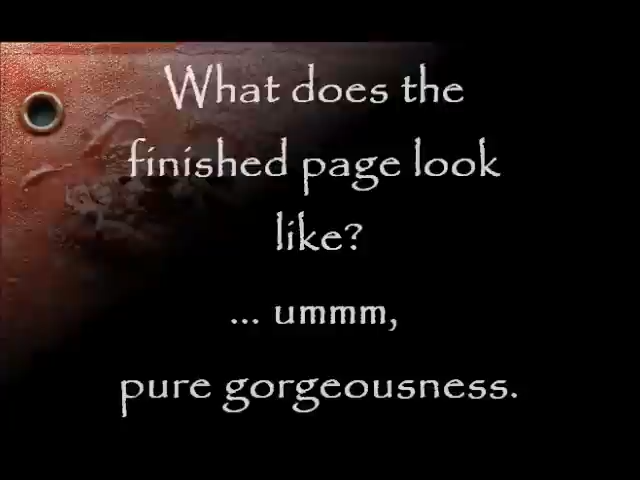 What does the
finished page look
like?
... ummm,
pure gorgeousness.